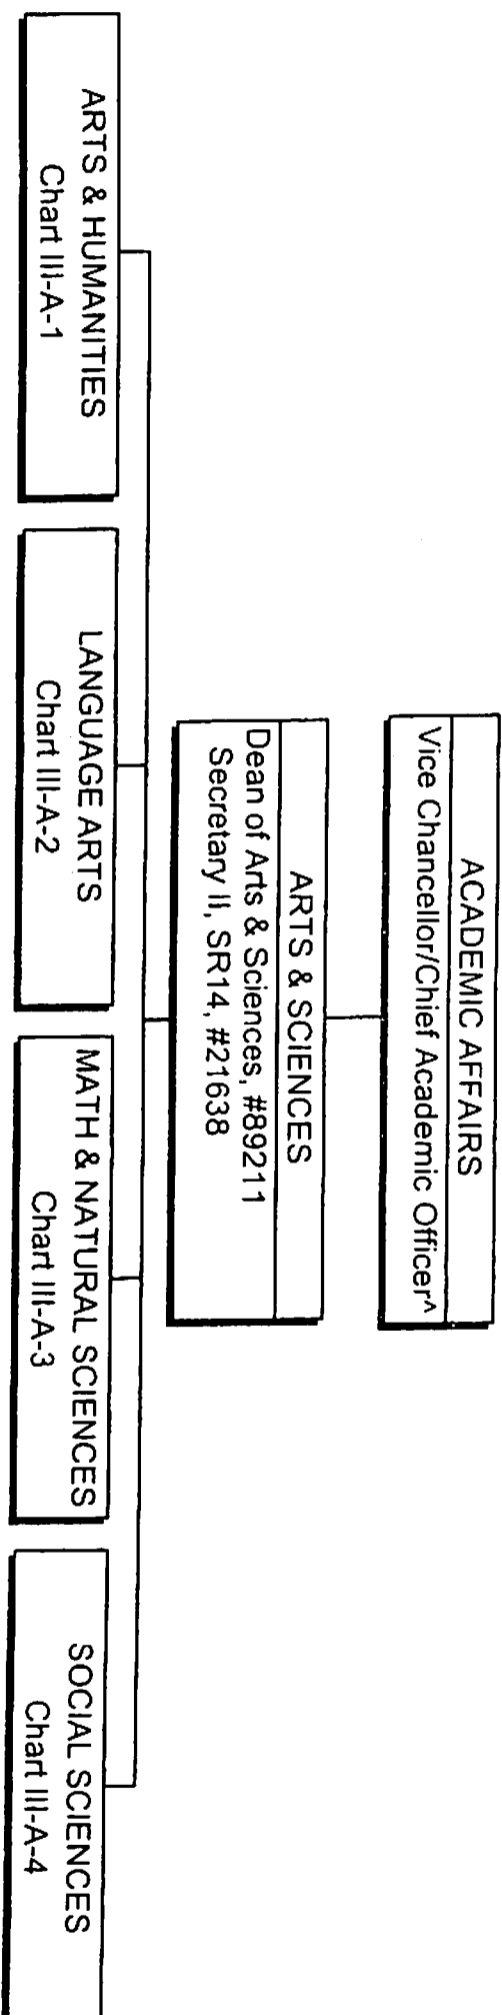 ACADEMIC AFFAIRS
Vice Chancellor/Chief Academic Officer^
ARTS & SCIENCES
Dean of Arts & Sciences, #89211
Secretary II, SR14, #21638
ARTS & HUMANITIES
Chart III-A-1
LANGUAGE ARTS
Chart III-A-2
MATH & NATURAL SCIENCES
Chart III-A-3
SOCIAL SCIENCES
Chart III-A-4